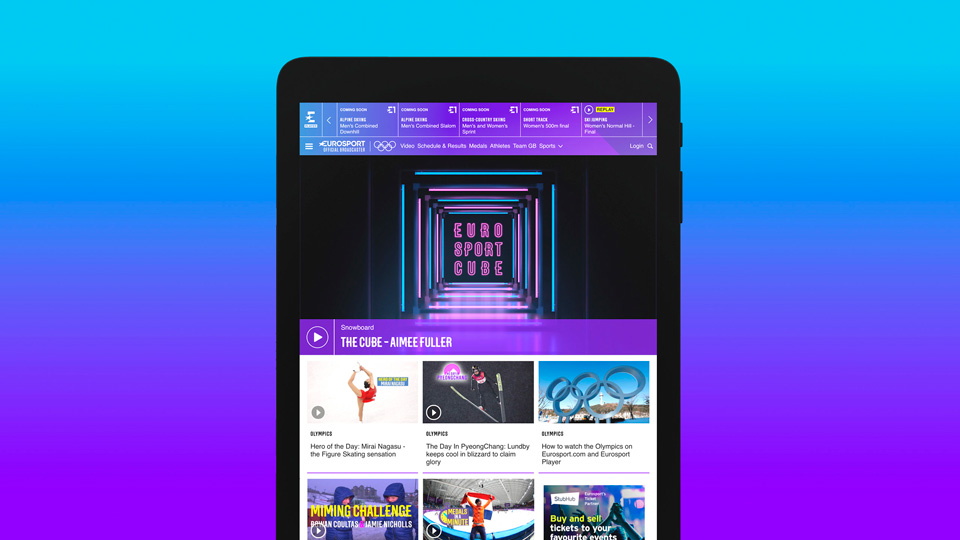 COMING SOON
E1
ALPINE SKIING
Men's Combined
Downhill
COMING SOON
E1
ALPINE SKIING
Men's Combined Slalom
COMING SOON
E1
CROSS-COUNTRY SKIING
Men's and Women's
Sprint
COMING SOON
E1
SHORT TRACK
Women's 500m final
REPLAY
SKI JUMPING
Women's Normal Hill -
Final
EUROSPORT
OFFICIAL BROADCASTER
Video Schedule & Results Medals Athletes Team GB Sports
Login
EURO
SPORT
CUBE
Snowboard
THE CUBE - AIMEE FULLER
HERO OF THE DAY
MIRAI NAGASU
PYEONGCHANG
OLYMPICS
Hero of the Day: Mirai Nagasu -
the Figure Skating sensation
OLYMPICS
The Day In PyeongChang: Lundby
keeps cool in blizzard to claim
glory
OLYMPICS
How to watch the Olympics on
Eurosport.com and Eurosport
Player
MIMING CHALLENGE
ROWAN COULTAS JAMIE NICHOLLS
MEDALS
IN A
MINUTE
StubHub
Eurosport's
Ticket
Partner
Buy and sell
tickets to your
favourite events